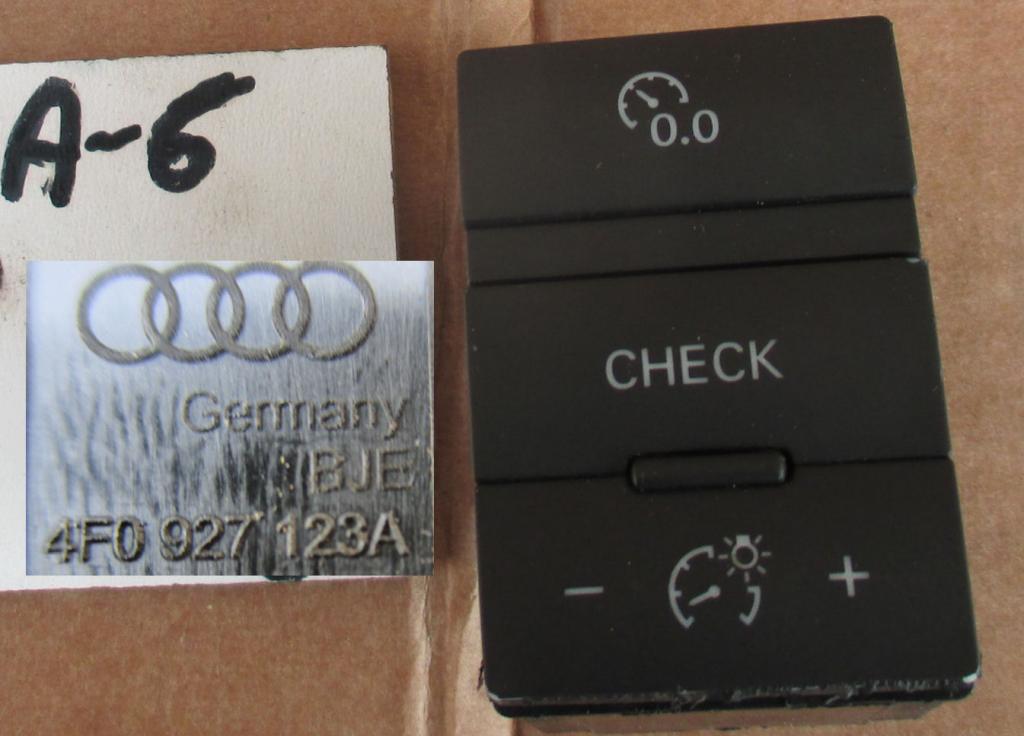 A-6
Germany
BJE
4F0 927 123A
0.0
CHECK
- +